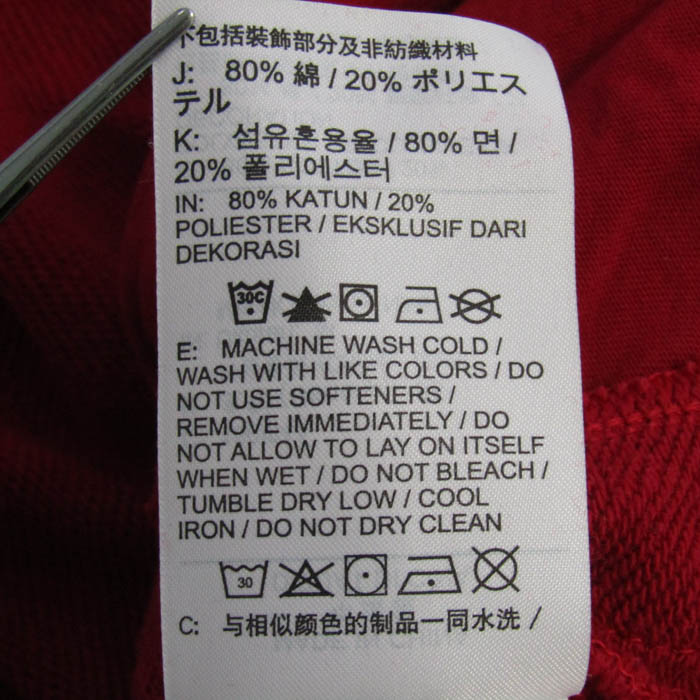 不包括裝飾部分及非紡織材料
J: 80% 綿 / 20% ポリエス
テル
K: 섬유혼용율 / 80% 면 /
20% 폴리에스터
IN: 80% KATUN / 20%
POLIESTER / EKSKLUSIF DARI
DEKORASI
30C
E: MACHINE WASH COLD /
WASH WITH LIKE COLORS / DO
NOT USE SOFTENERS /
REMOVE IMMEDIATELY / DO
NOT ALLOW TO LAY ON ITSELF
WHEN WET / DO NOT BLEACH /
TUMBLE DRY LOW / COOL
IRON / DO NOT DRY CLEAN
30
C: 与相似颜色的制品一同水洗 /